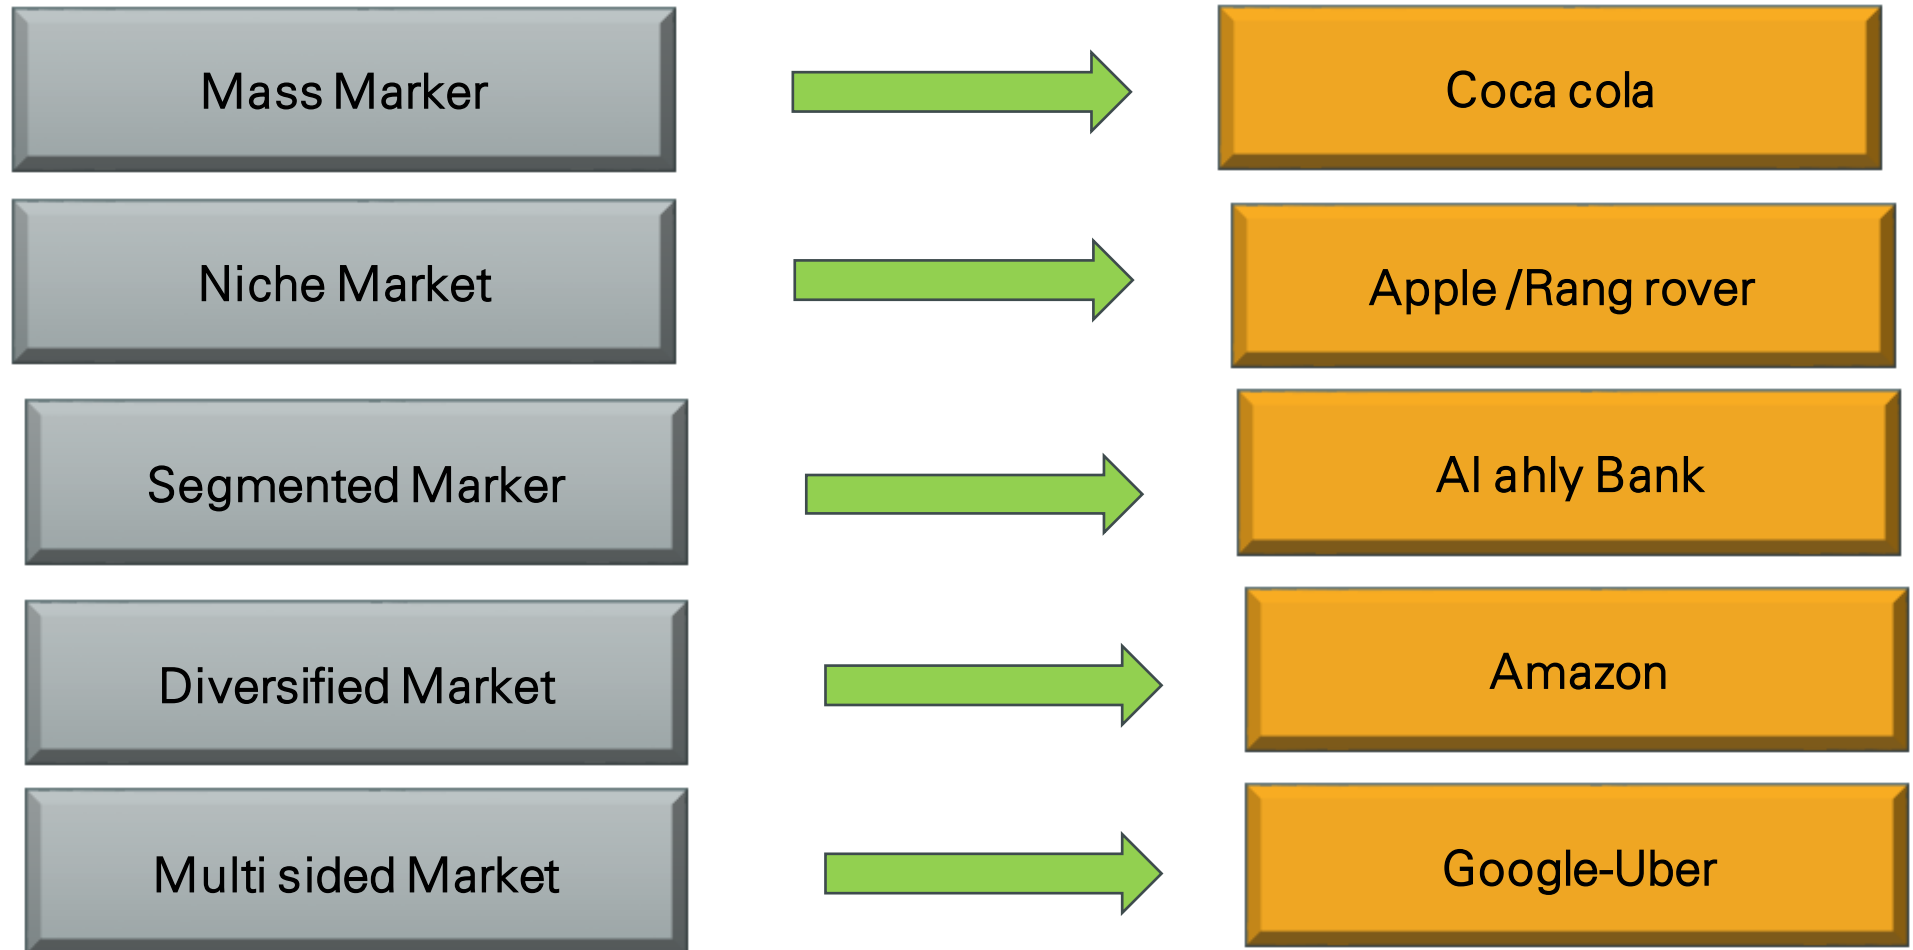 Mass Marker
Coca cola
Niche Market
Apple /Rang rover
Segmented Marker
Al ahly Bank
Diversified Market
Amazon
Multi sided Market
Google-Uber